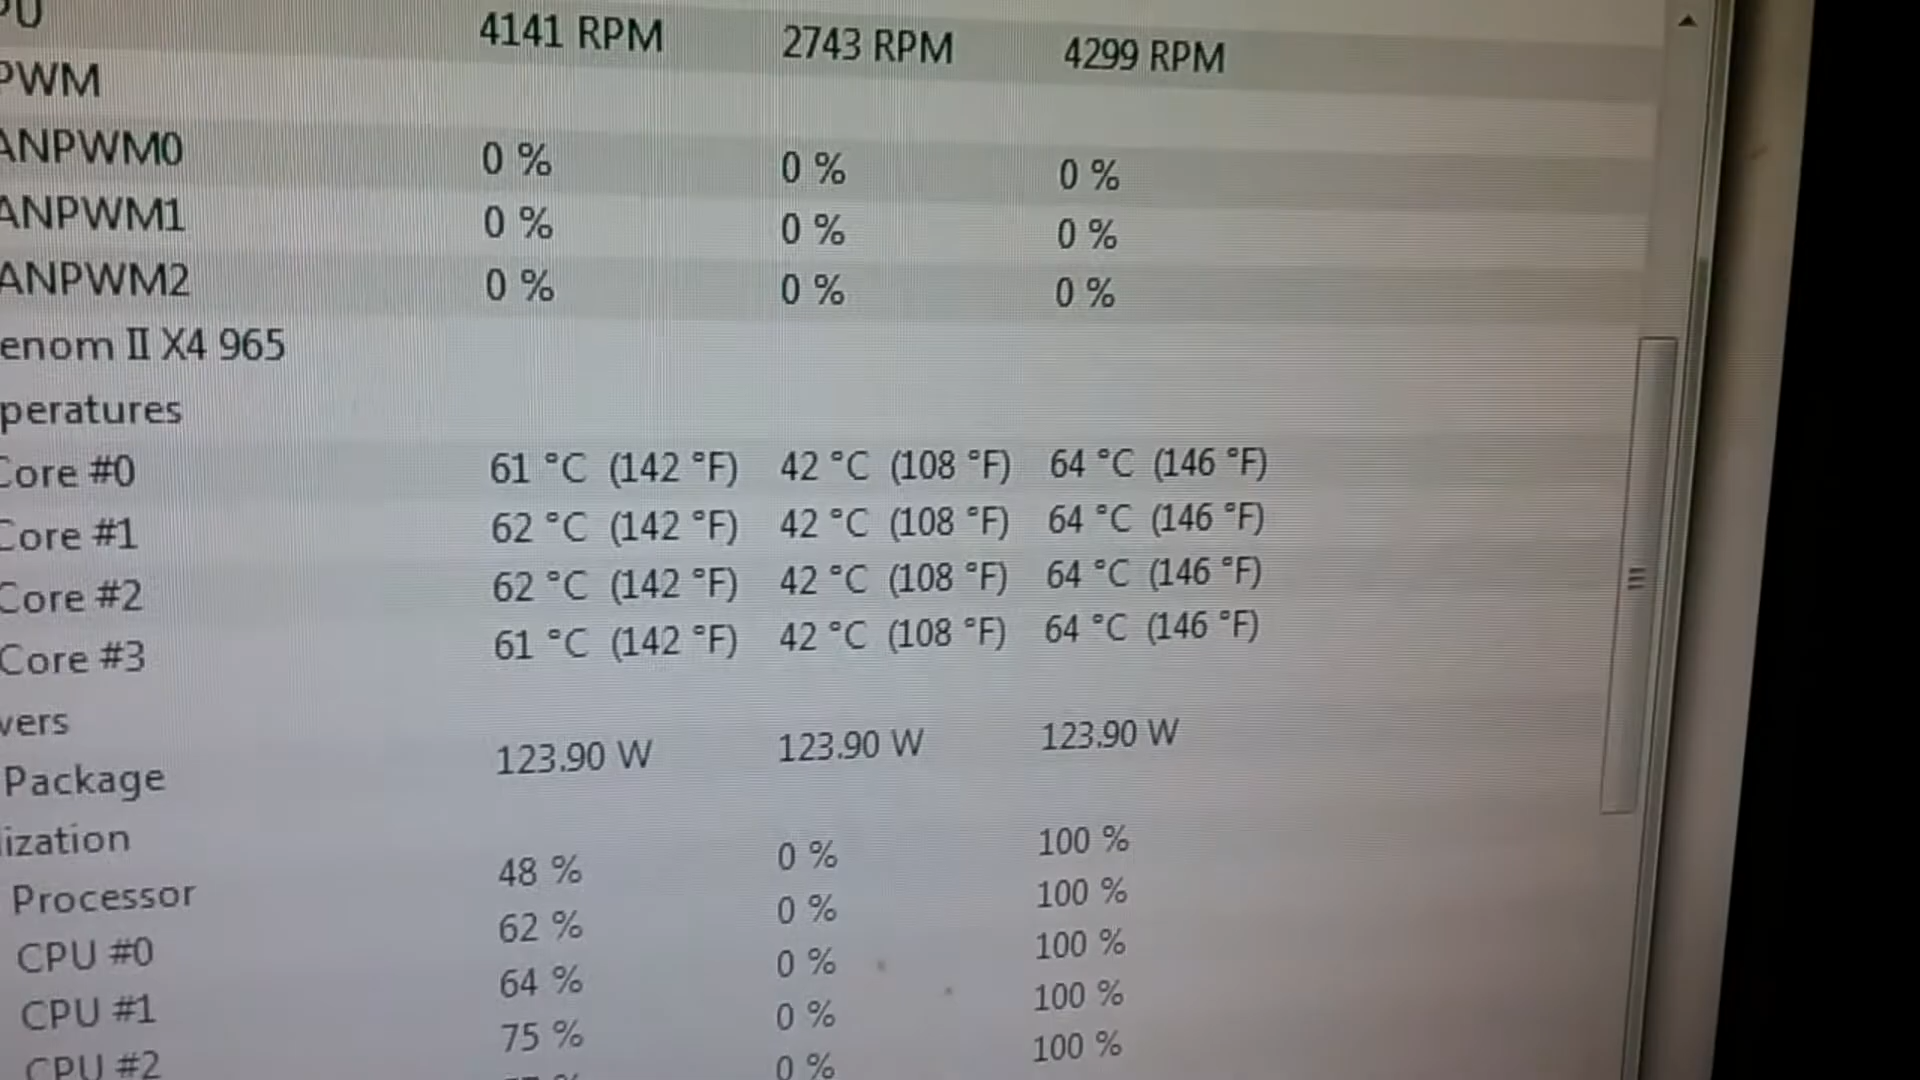 PU 4141 RPM 2743 RPM 4299 RPM
PWM
ANPWM0 0 % 0 % 0 %
ANPWM1 0 % 0 % 0 %
ANPWM2 0 % 0 % 0 %
enom II X4 965
peratures
Core #0 61 °C (142 °F) 42 °C (108 °F) 64 °C (146 °F)
Core #1 62 °C (142 °F) 42 °C (108 °F) 64 °C (146 °F)
Core #2 62 °C (142 °F) 42 °C (108 °F) 64 °C (146 °F)
Core #3 61 °C (142 °F) 42 °C (108 °F) 64 °C (146 °F)
wers
Package 123.90 W 123.90 W 123.90 W
lization
Processor 48 % 0 % 100 %
CPU #0 62 % 0 % 100 %
CPU #1 64 % 0 % 100 %
CPU #2 75 % 0 % 100 %
0 % 100 %